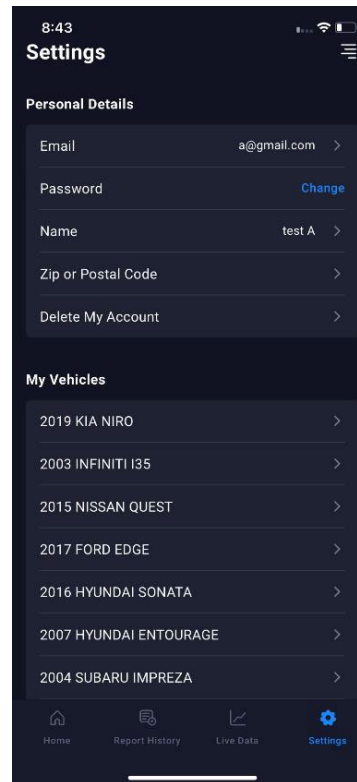 8:43
Settings
Personal Details
Email a@gmail.com
Password Change
Name test A
Zip or Postal Code
Delete My Account
My Vehicles
2019 KIA NIRO
2003 INFINITI I35
2015 NISSAN QUEST
2017 FORD EDGE
2016 HYUNDAI SONATA
2007 HYUNDAI ENTOURAGE
2004 SUBARU IMPREZA
Home Report History Live Data Settings